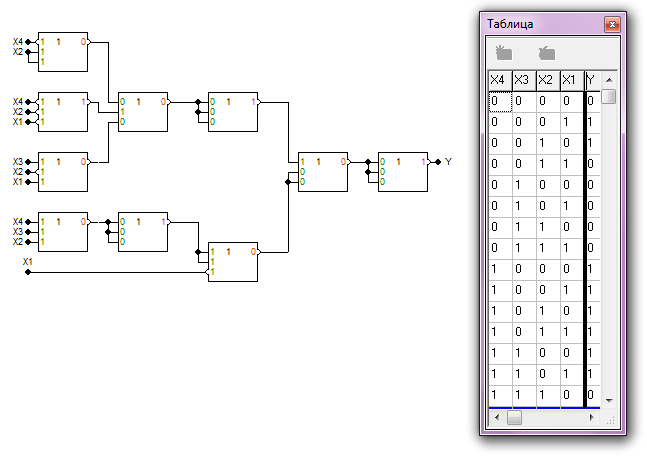 X4 1 1 0
X2 1
1
X4 1 1 1
X2 1
X1 1
0 1 0
1
0
0 1 1
0
0
X3 1 1 0
X2 1
X1 1
1 1 0
0
0
0 1 1
0
0
Y
X4 1 1 0
X3 1
X2 1
0 1 1
0
0
1 1 0
1
1
X1
Таблица
X4 X3 X2 X1 Y
0 0 0 0 0
0 0 0 1 1
0 0 1 0 1
0 0 1 1 0
0 1 0 0 0
0 1 0 1 0
0 1 1 0 0
0 1 1 1 0
1 0 0 0 1
1 0 0 1 1
1 0 1 0 1
1 0 1 1 1
1 1 0 0 1
1 1 0 1 0
1 1 1 0 0